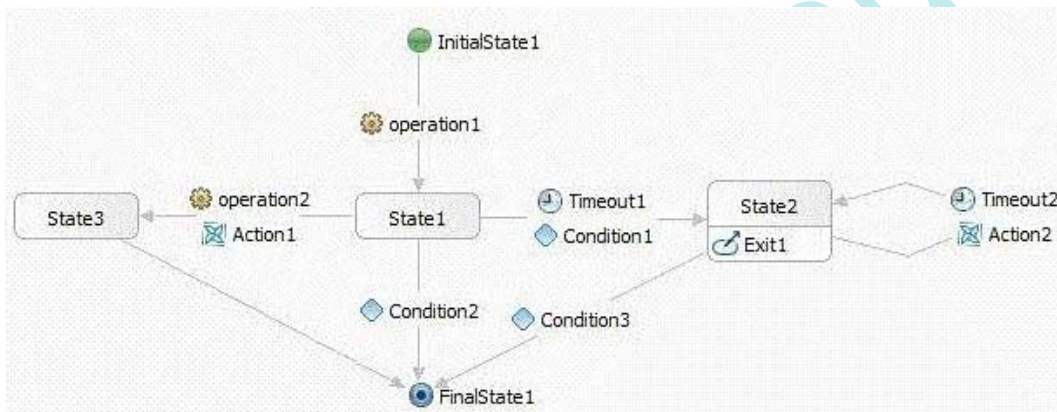 InitialState1
operation1
State3
operation2
Action1
State1
Timeout1
Condition1
State2
Exit1
Timeout2
Action2
Condition2
Condition3
FinalState1